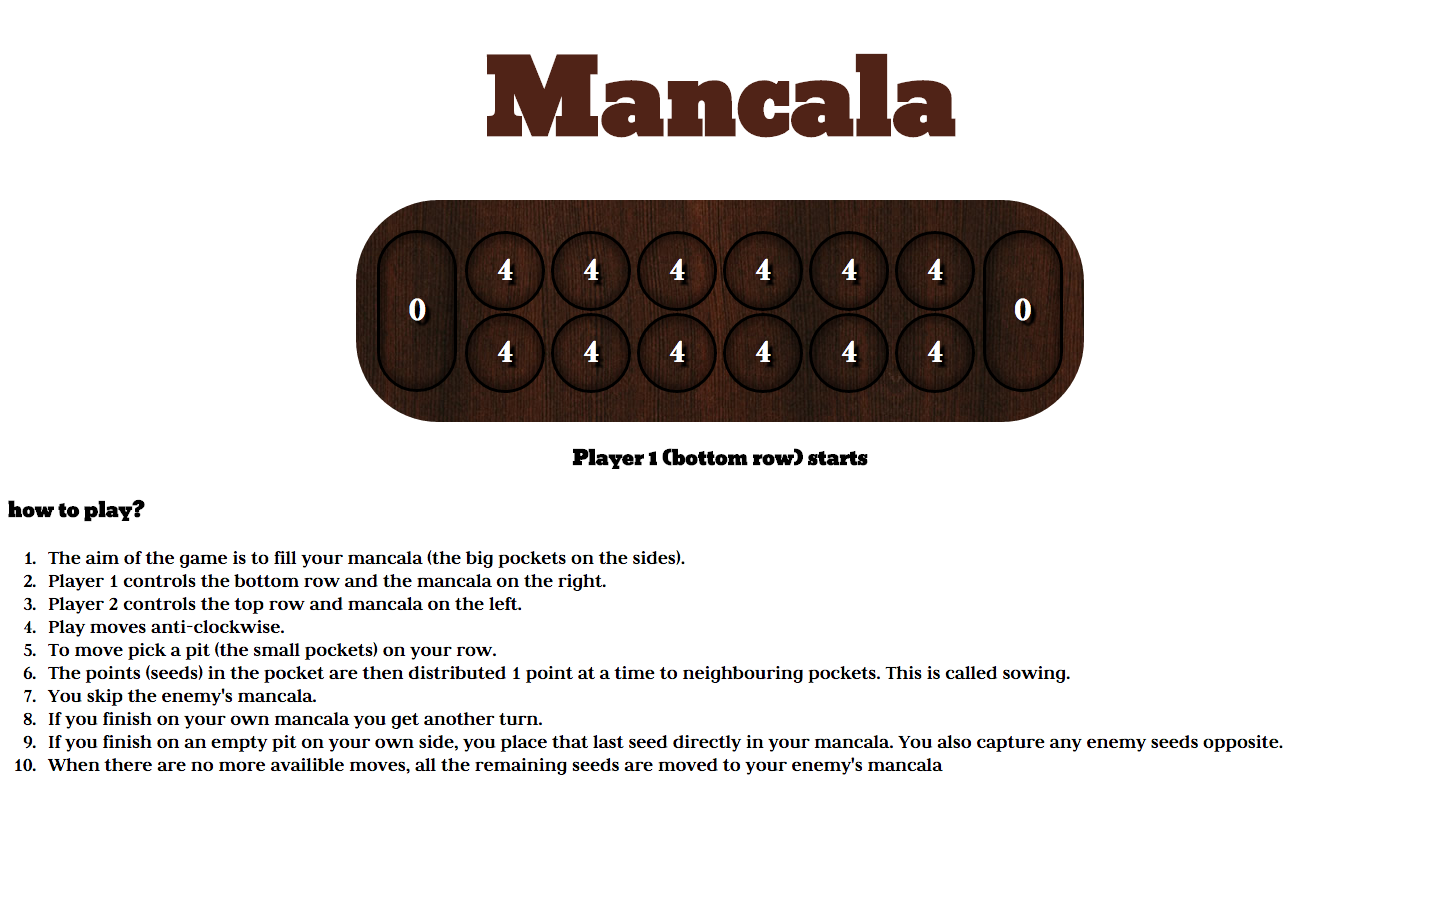 Mancala
4 4 4 4 4 4
0 0
4 4 4 4 4 4
Player 1 (bottom row) starts
how to play?
1. The aim of the game is to fill your mancala (the big pockets on the sides).
2. Player 1 controls the bottom row and the mancala on the right.
3. Player 2 controls the top row and mancala on the left.
4. Play moves anti-clockwise.
5. To move pick a pit (the small pockets) on your row.
6. The points (seeds) in the pocket are then distributed 1 point at a time to neighbouring pockets. This is called sowing.
7. You skip the enemy's mancala.
8. If you finish on your own mancala you get another turn.
9. If you finish on an empty pit on your own side, you place that last seed directly in your mancala. You also capture any enemy seeds opposite.
10. When there are no more availible moves, all the remaining seeds are moved to your enemy's mancala